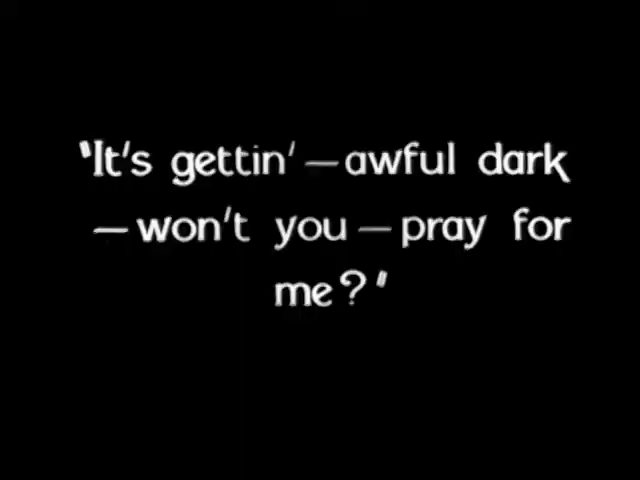 "It's gettin' — awful dark
— won't you — pray for
me?"